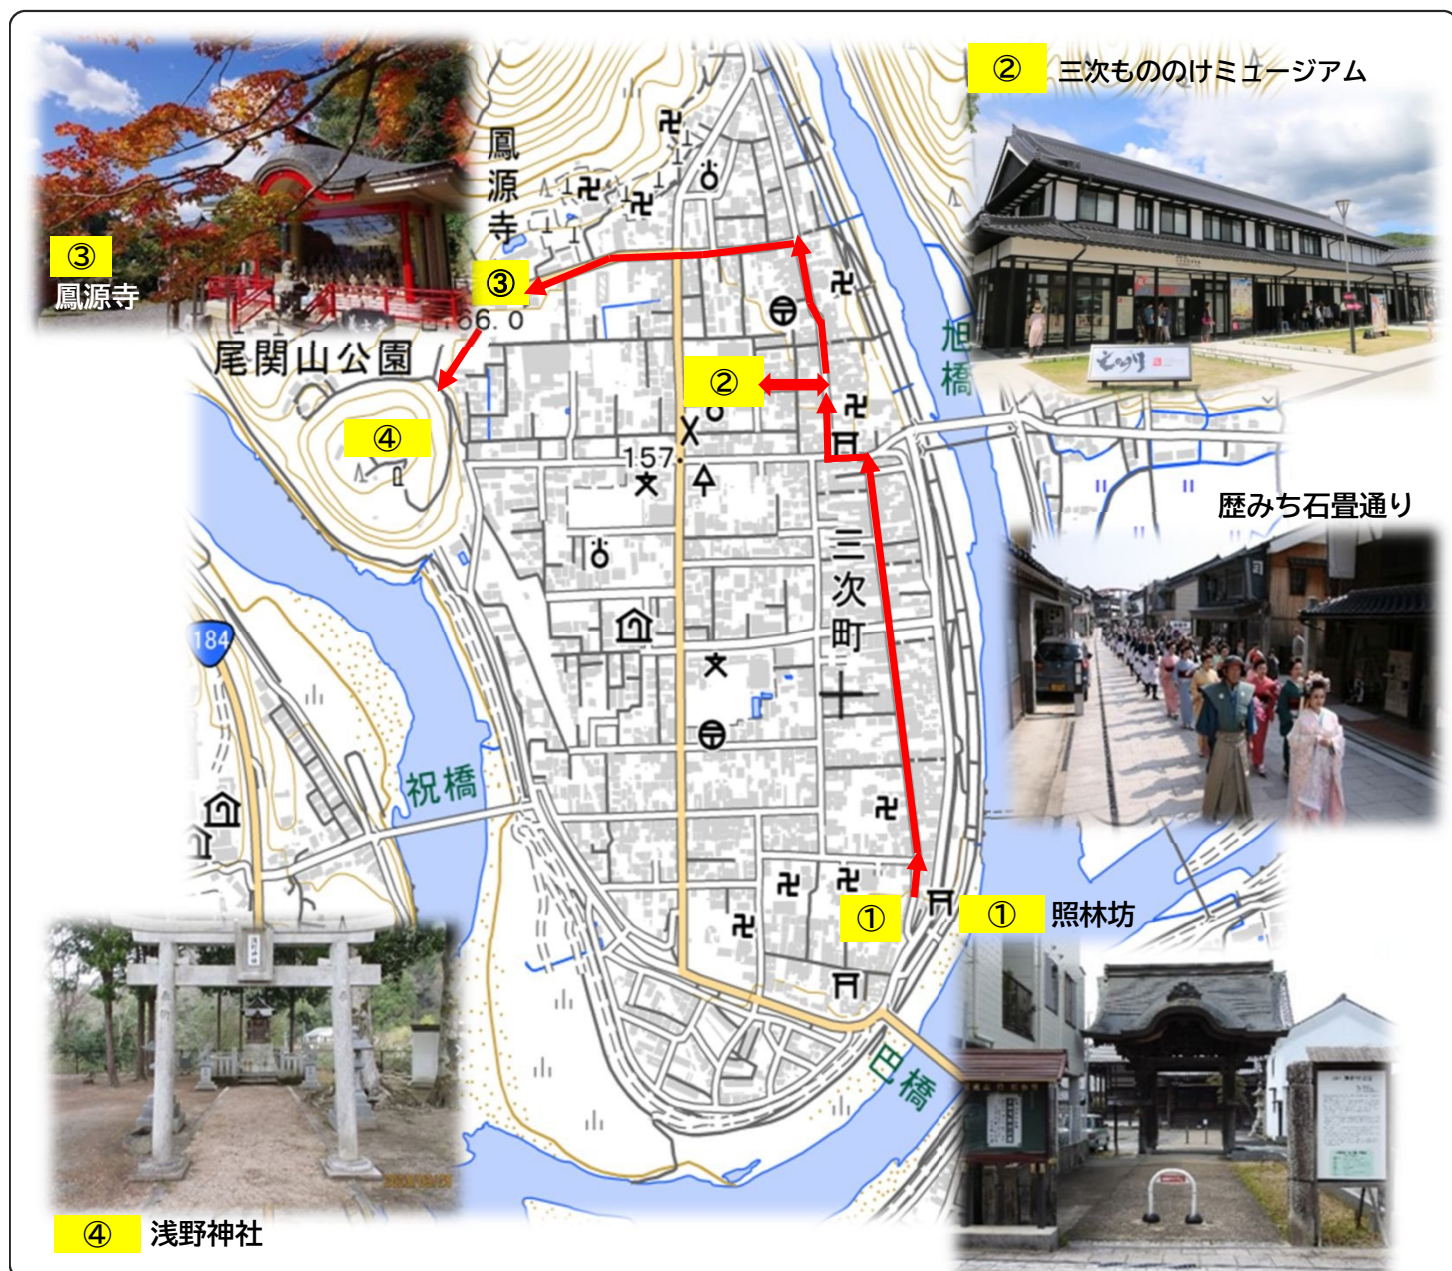 ② 三次もののけミュージアム
③
鳳源寺
鳳源寺
③
66.0
尾関山公園
旭橋
②
④
157
歴みち石畳通り
三次町
184
祝橋
①
① 照林坊
巴橋
④ 浅野神社